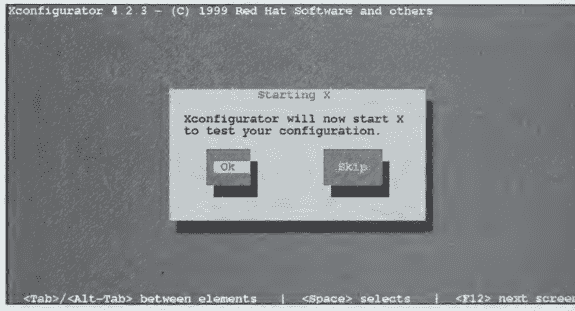 Xconfigurator 4.2.3 - (C) 1999 Red Hat Software and others
Starting X
Xconfigurator will now start X
to test your configuration.
Ok Skip
<Tab>/<Alt-Tab> between elements | <Space> selects | <F12> next screen